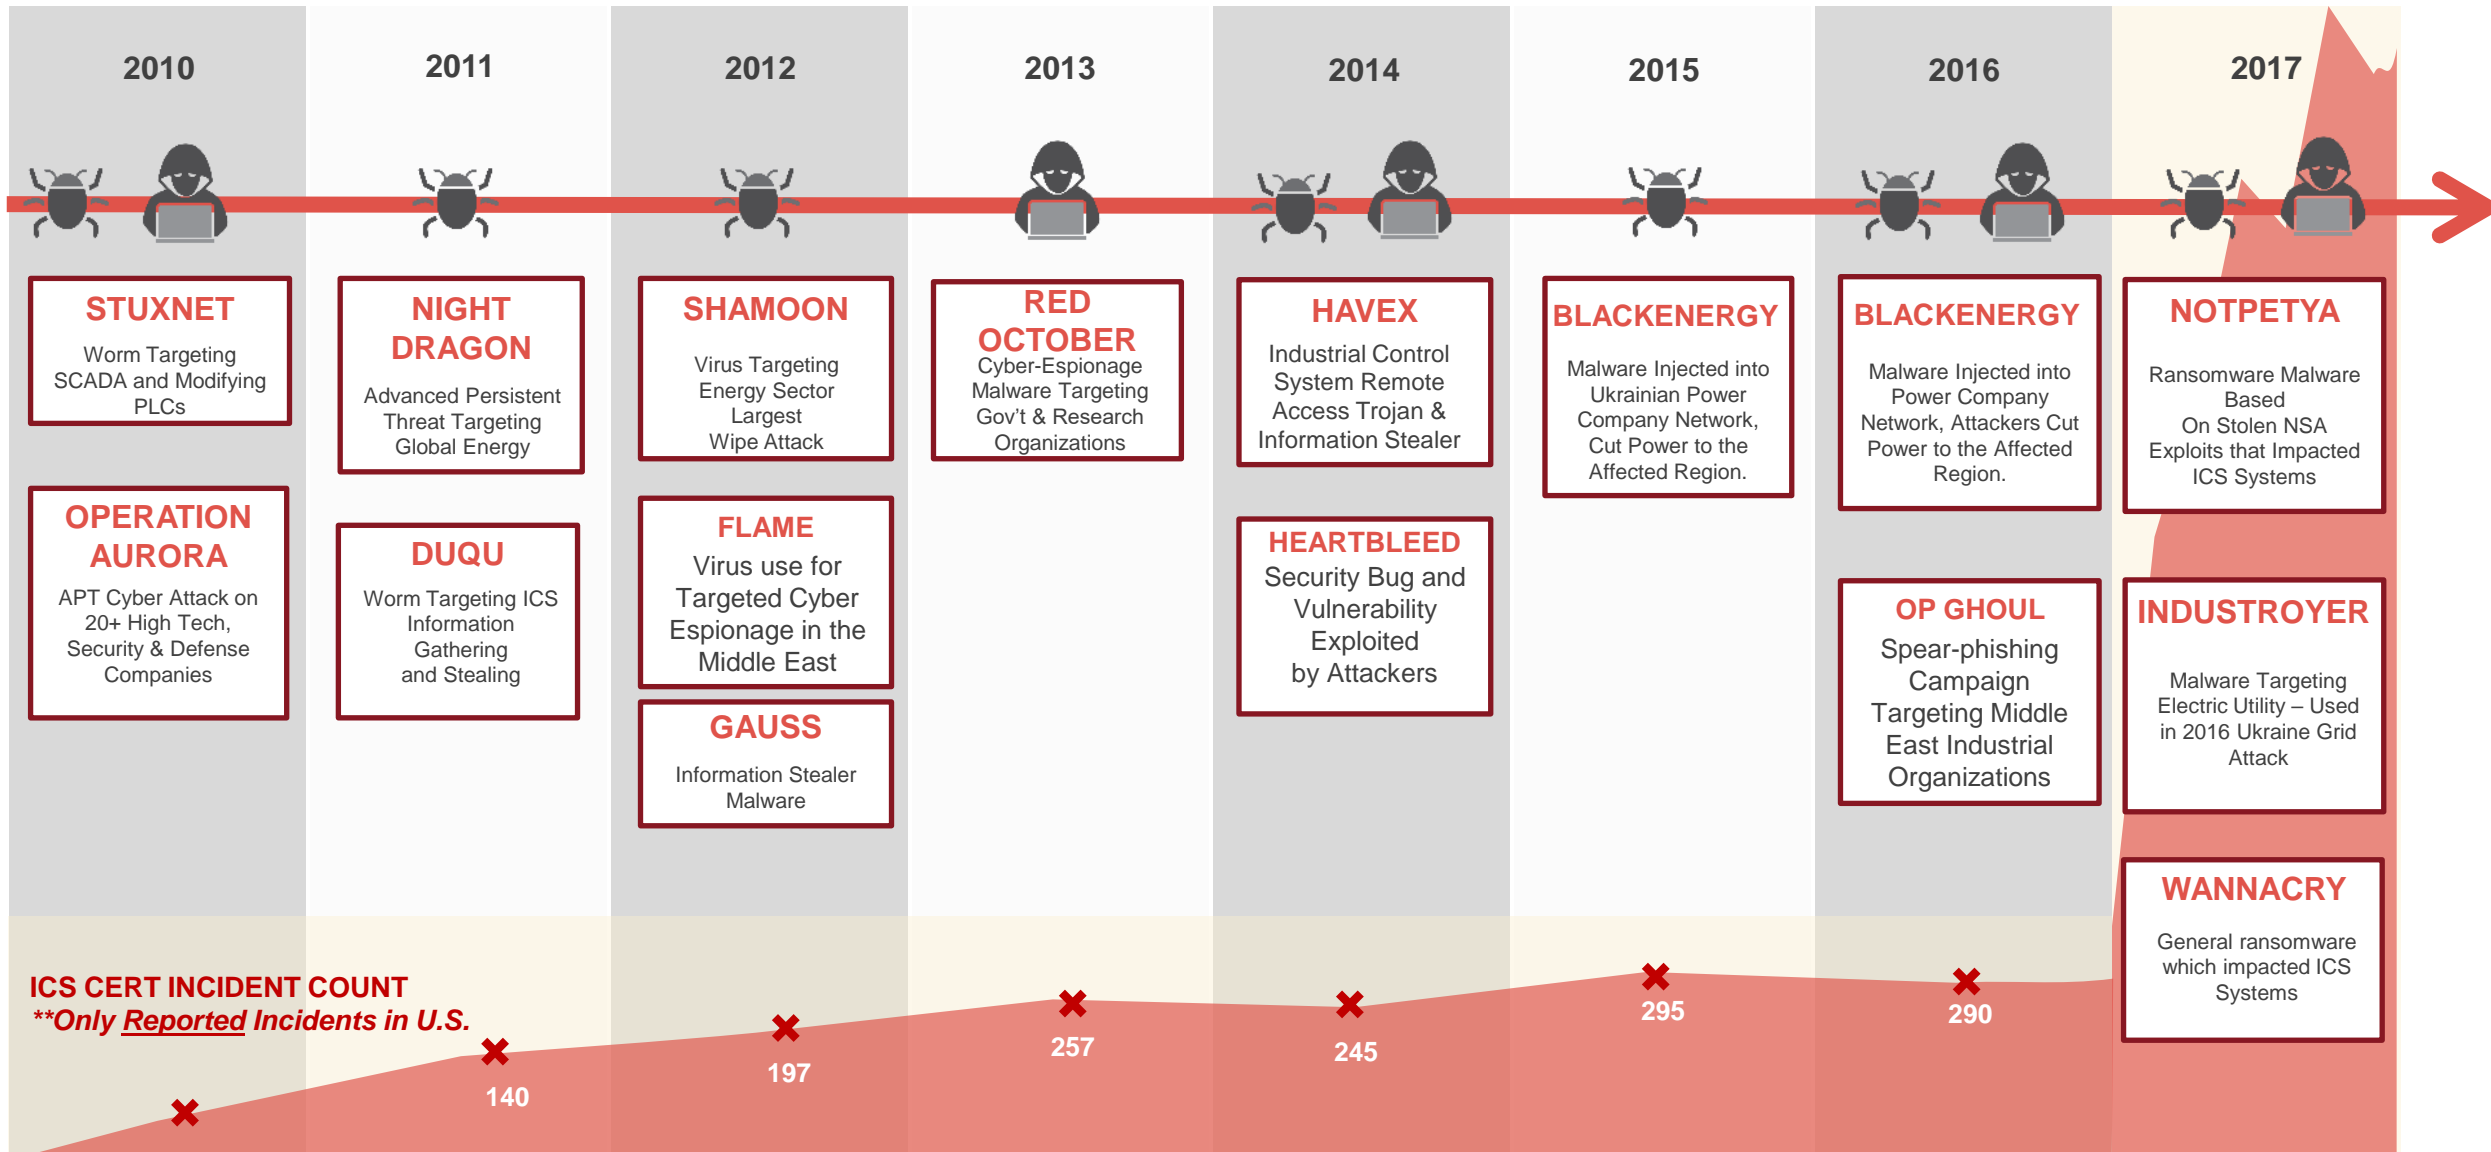 2010
2011
2012
2013
2014
2015
2016
2017
STUXNET
Worm Targeting
SCADA and Modifying
PLCs
OPERATION
AURORA
APT Cyber Attack on
20+ High Tech,
Security & Defense
Companies
NIGHT
DRAGON
Advanced Persistent
Threat Targeting
Global Energy
DUQU
Worm Targeting ICS
Information
Gathering
and Stealing
SHAMOON
Virus Targeting
Energy Sector
Largest
Wipe Attack
FLAME
Virus use for
Targeted Cyber
Espionage in the
Middle East
GAUSS
Information Stealer
Malware
RED
OCTOBER
Cyber-Espionage
Malware Targeting
Gov’t & Research
Organizations
HAVEX
Industrial Control
System Remote
Access Trojan &
Information Stealer
HEARTBLEED
Security Bug and
Vulnerability
Exploited
by Attackers
BLACKENERGY
Malware Injected into
Ukrainian Power
Company Network,
Cut Power to the
Affected Region.
BLACKENERGY
Malware Injected into
Power Company
Network, Attackers Cut
Power to the Affected
Region.
OP GHOUL
Spear-phishing
Campaign
Targeting Middle
East Industrial
Organizations
NOTPETYA
Ransomware Malware
Based
On Stolen NSA
Exploits that Impacted
ICS Systems
INDUSTROYER
Malware Targeting
Electric Utility – Used
in 2016 Ukraine Grid
Attack
WANNACRY
General ransomware
which impacted ICS
Systems
ICS CERT INCIDENT COUNT
**Only Reported Incidents in U.S.
140
197
257
245
295
290